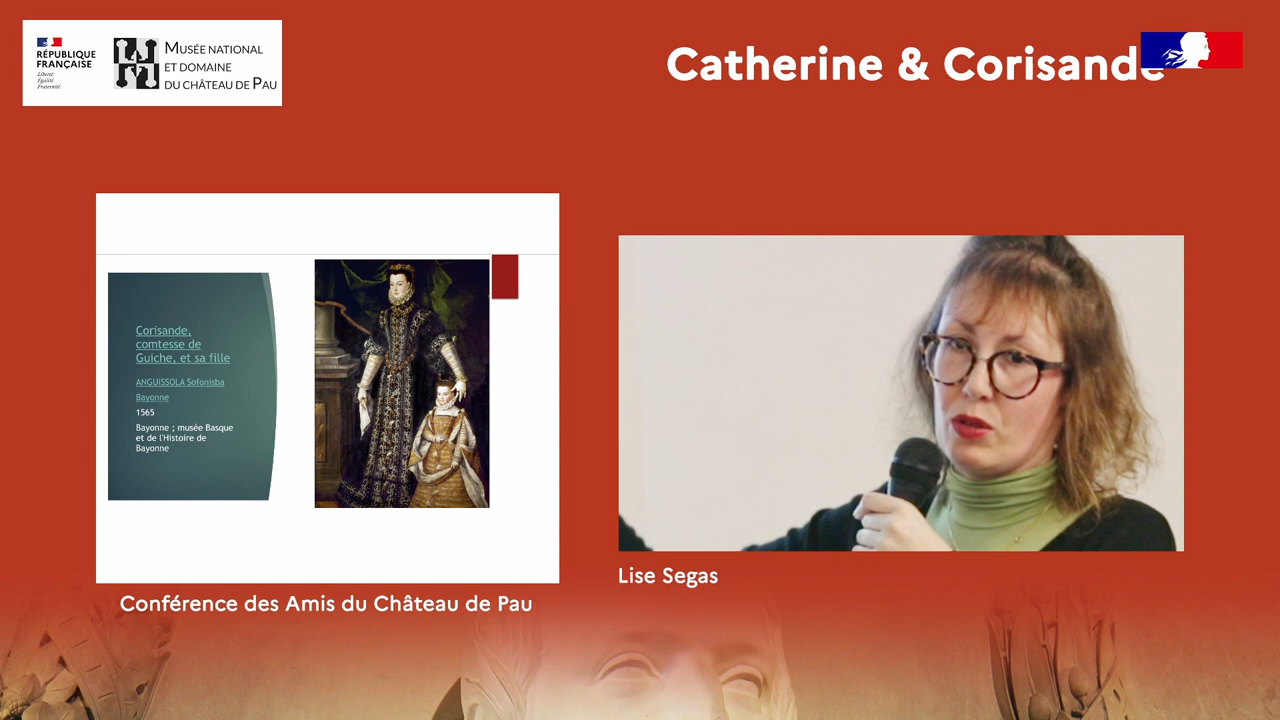 RÉPUBLIQUE
FRANÇAISE
Liberté
Égalité
Fraternité
MUSÉE NATIONAL
ET DOMAINE
DU CHÂTEAU DE PAU
Catherine & Corisande
Corisande,
comtesse de
Guiche, et sa fille
ANGUISSOLA Sofonisba
Bayonne
1565
Bayonne ; musée Basque
et de l'Histoire de
Bayonne
Lise Segas
Conférence des Amis du Château de Pau